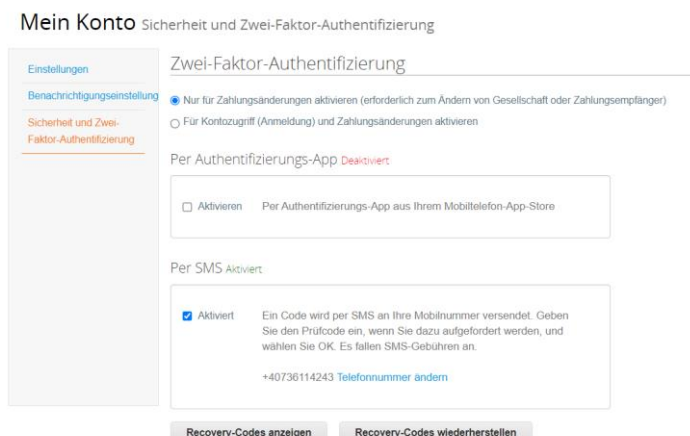 Mein Konto Sicherheit und Zwei-Faktor-Authentifizierung
Einstellungen
Benachrichtigungseinstellung
Sicherheit und Zwei-
Faktor-Authentifizierung
Zwei-Faktor-Authentifizierung
Nur für Zahlungsänderungen aktivieren (erforderlich zum Ändern von Gesellschaft oder Zahlungsempfänger)
Für Kontozugriff (Anmeldung) und Zahlungsänderungen aktivieren
Per Authentifizierungs-App Deaktiviert
Aktivieren Per Authentifizierungs-App aus Ihrem Mobiltelefon-App-Store
Per SMS Aktiviert
Aktiviert Ein Code wird per SMS an Ihre Mobilnummer versendet. Geben
Sie den Prüfcode ein, wenn Sie dazu aufgefordert werden, und
wählen Sie OK. Es fallen SMS-Gebühren an.
+40736114243 Telefonnummer ändern
Recovery-Codes anzeigen Recovery-Codes wiederherstellen